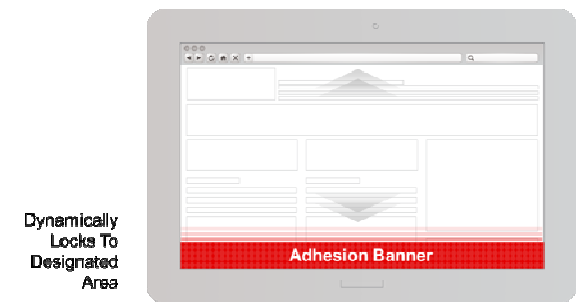 Dynamically
Locks To
Designated
Area
Adhesion Banner